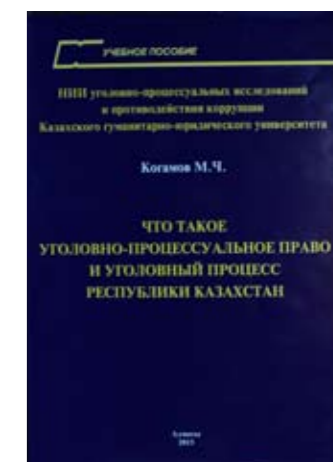 УЧЕБНОЕ ПОСОБИЕ
НИИ уголовно-процессуальных исследований
и противодействия коррупции
Казахского гуманитарно-юридического университета
Когамов М.Ч.
ЧТО ТАКОЕ
УГОЛОВНО-ПРОЦЕССУАЛЬНОЕ ПРАВО
И УГОЛОВНЫЙ ПРОЦЕСС
РЕСПУБЛИКИ КАЗАХСТАН
Алматы
2013